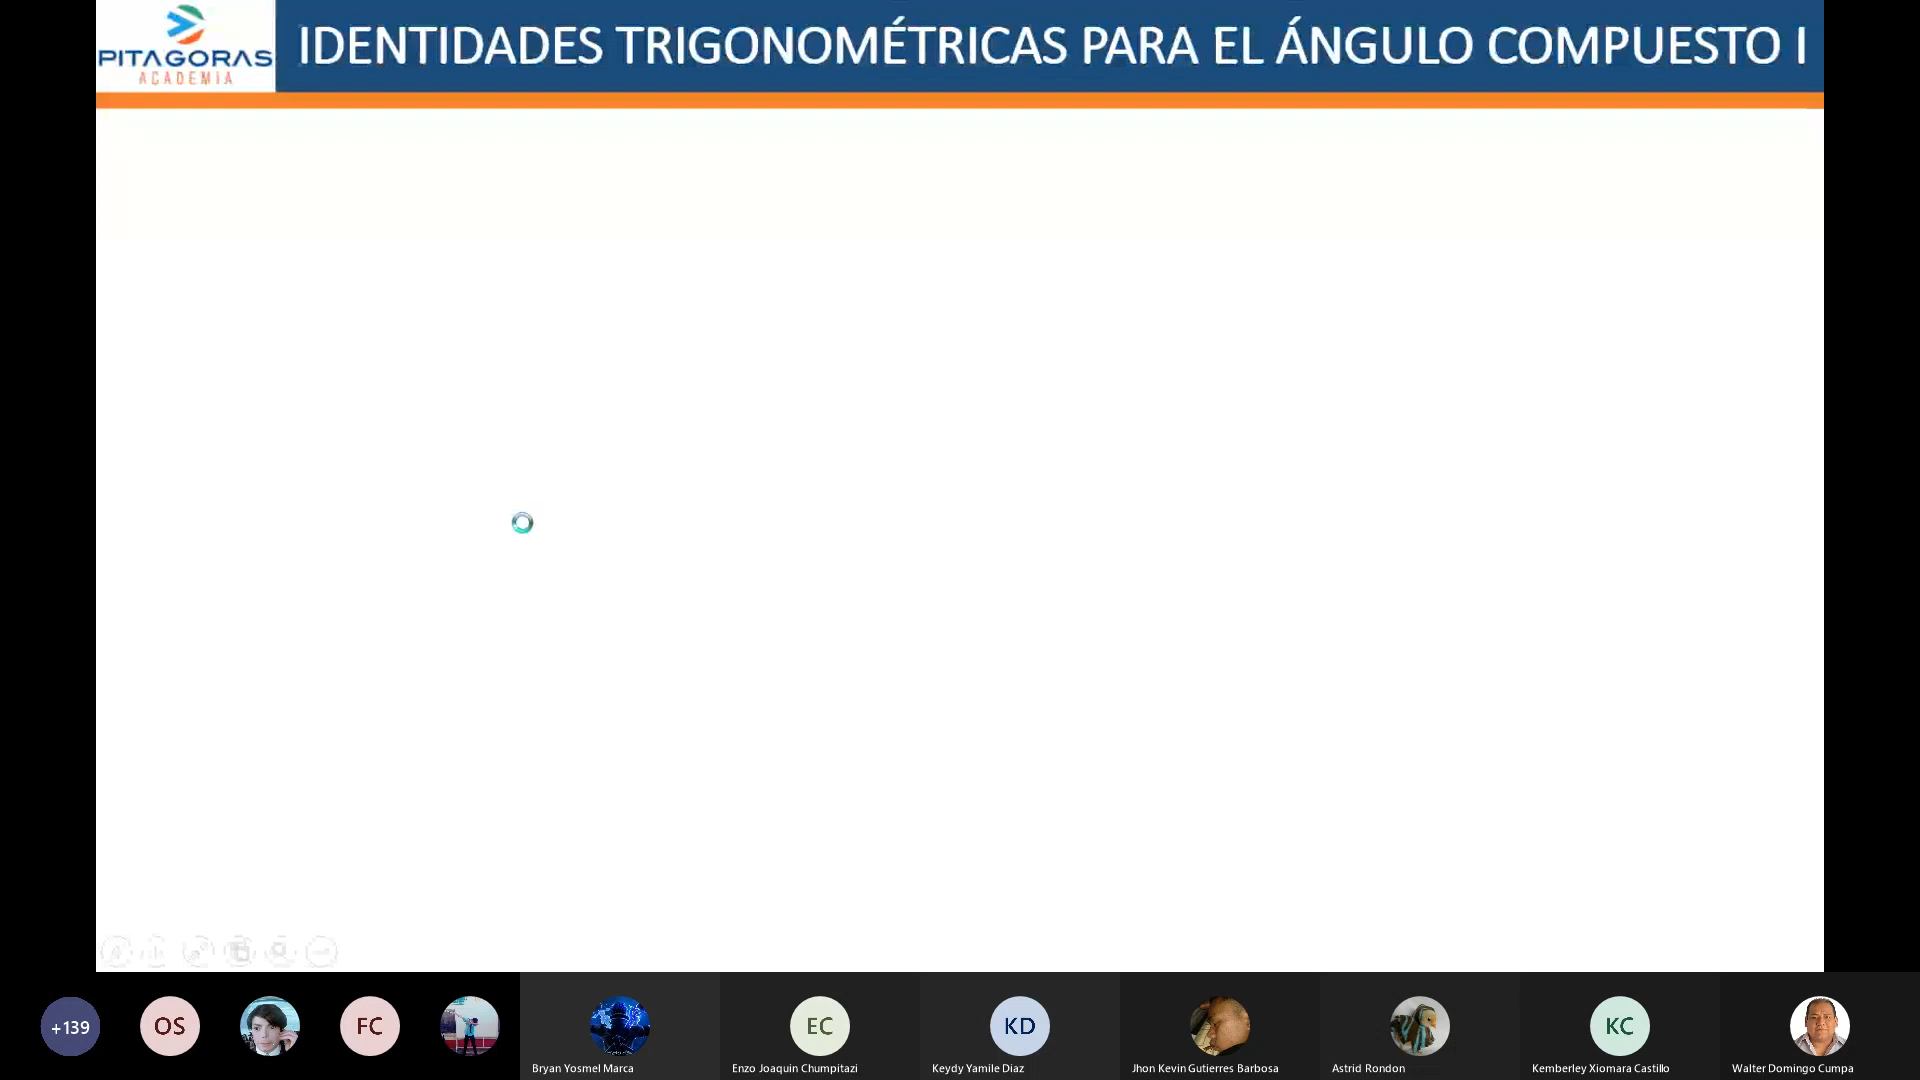 PITAGORAS
ACADEMIA
IDENTIDADES TRIGONOMÉTRICAS PARA EL ÁNGULO COMPUESTO I
+139
OS
FC
EC
KD
KC
Bryan Yosmel Marca
Enzo Joaquin Chumpitazi
Keydy Yamile Diaz
Jhon Kevin Gutierres Barbosa
Astrid Rondon
Kemberley Xiomara Castillo
Walter Domingo Cumpa